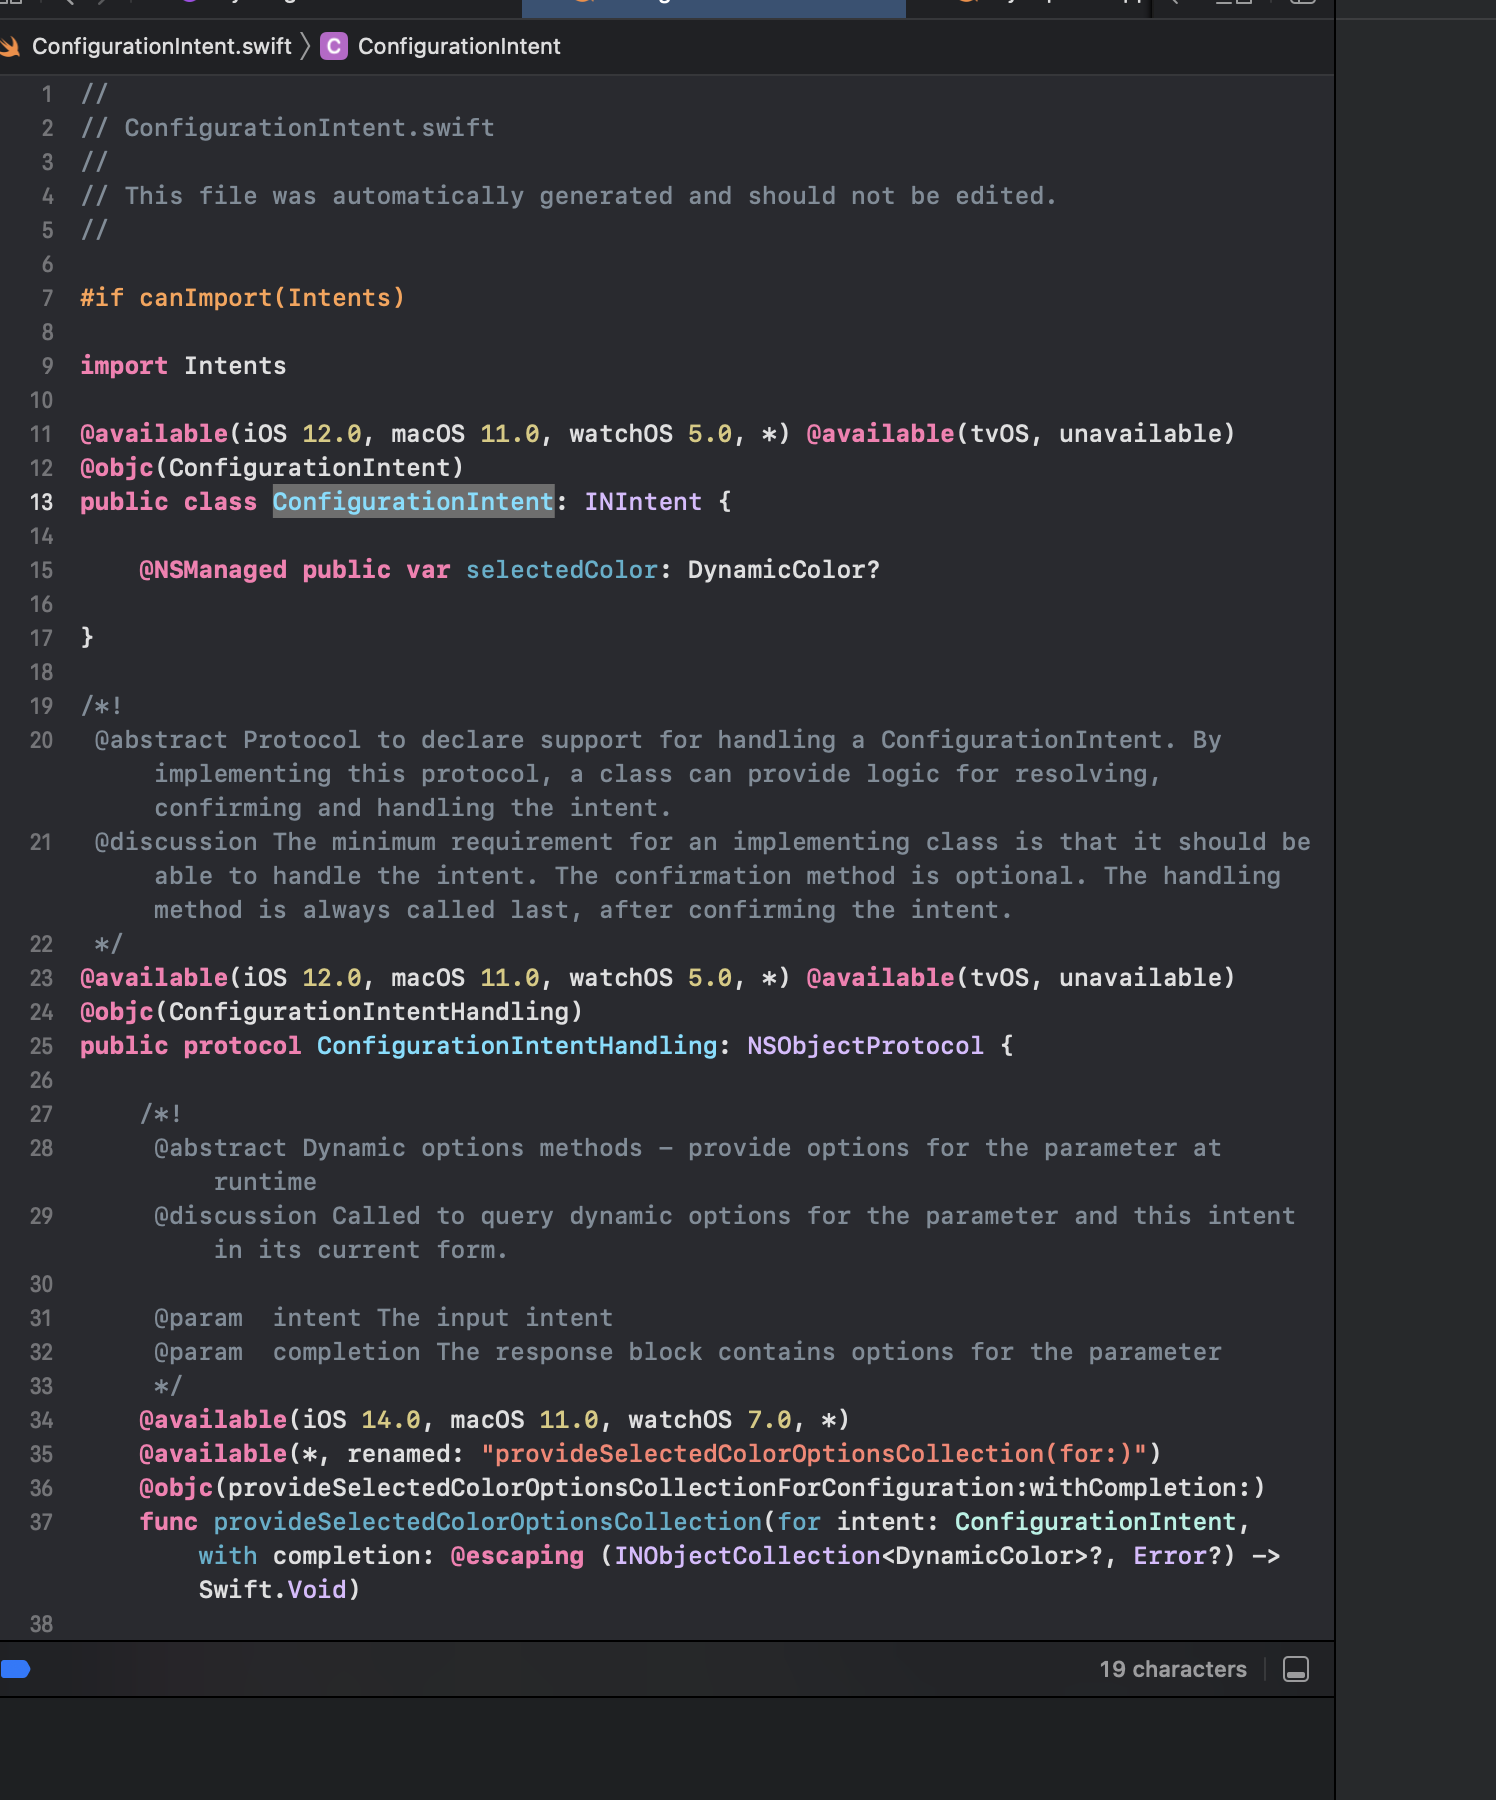 ConfigurationIntent.swift
C ConfigurationIntent
1 //
2 // ConfigurationIntent.swift
3 //
4 // This file was automatically generated and should not be edited.
5 //
6
7 #if canImport(Intents)
8
9 import Intents
10
11 @available(iOS 12.0, macOS 11.0, watchOS 5.0, *) @available(tvOS, unavailable)
12 @objc(ConfigurationIntent)
13 public class ConfigurationIntent: INIntent {
14
15 @NSManaged public var selectedColor: DynamicColor?
16
17 }
18
19 /*!
20 @abstract Protocol to declare support for handling a ConfigurationIntent. By
implementing this protocol, a class can provide logic for resolving,
confirming and handling the intent.
21 @discussion The minimum requirement for an implementing class is that it should be
able to handle the intent. The confirmation method is optional. The handling
method is always called last, after confirming the intent.
22 */
23 @available(iOS 12.0, macOS 11.0, watchOS 5.0, *) @available(tvOS, unavailable)
24 @objc(ConfigurationIntentHandling)
25 public protocol ConfigurationIntentHandling: NSObjectProtocol {
26
27 /*!
28 @abstract Dynamic options methods - provide options for the parameter at
runtime
29 @discussion Called to query dynamic options for the parameter and this intent
in its current form.
30
31 @param  intent The input intent
32 @param  completion The response block contains options for the parameter
33 */
34 @available(iOS 14.0, macOS 11.0, watchOS 7.0, *)
35 @available(*, renamed: "provideSelectedColorOptionsCollection(for:)")
36 @objc(provideSelectedColorOptionsCollectionForConfiguration:withCompletion:)
37 func provideSelectedColorOptionsCollection(for intent: ConfigurationIntent,
with completion: @escaping (INObjectCollection<DynamicColor>?, Error?) ->
Swift.Void)
38
19 characters